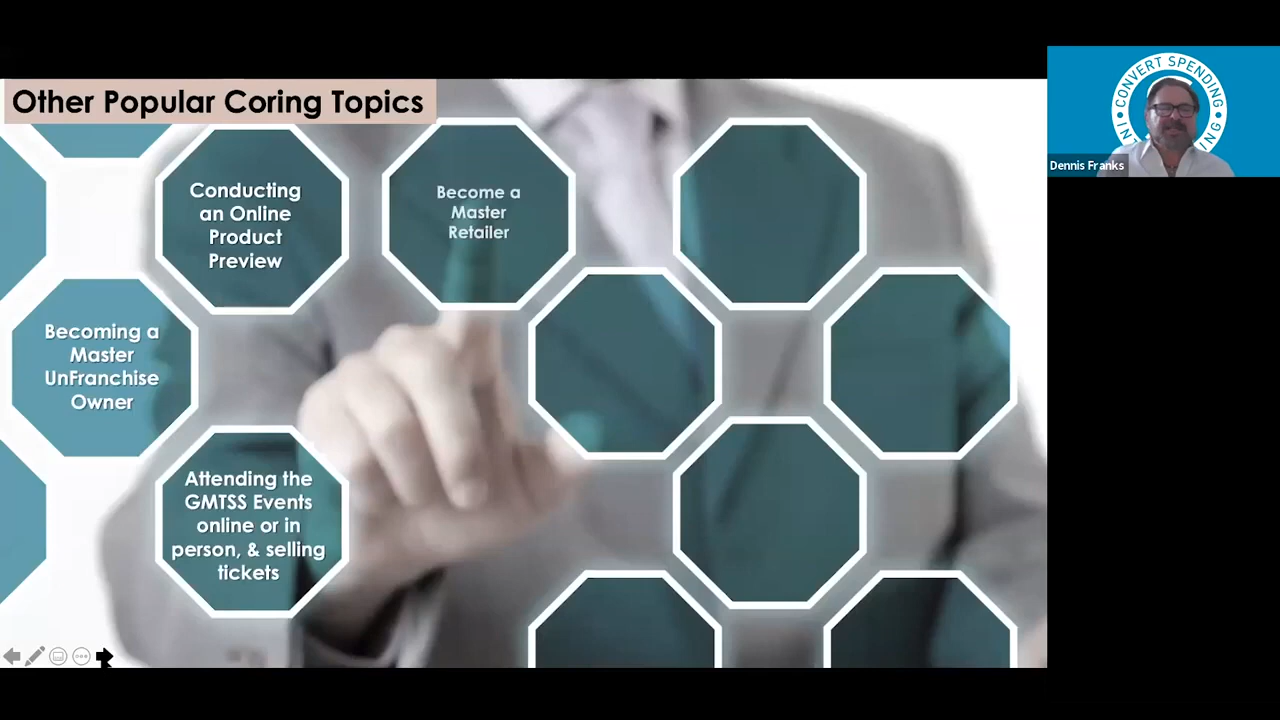 Other Popular Coring Topics
Conducting
an Online
Product
Preview
Become a
Master
Retailer
Becoming a
Master
UnFranchise
Owner
Attending the
GMTSS Events
online or in
person, & selling
tickets
CONVERT SPENDING
IN
Dennis Franks